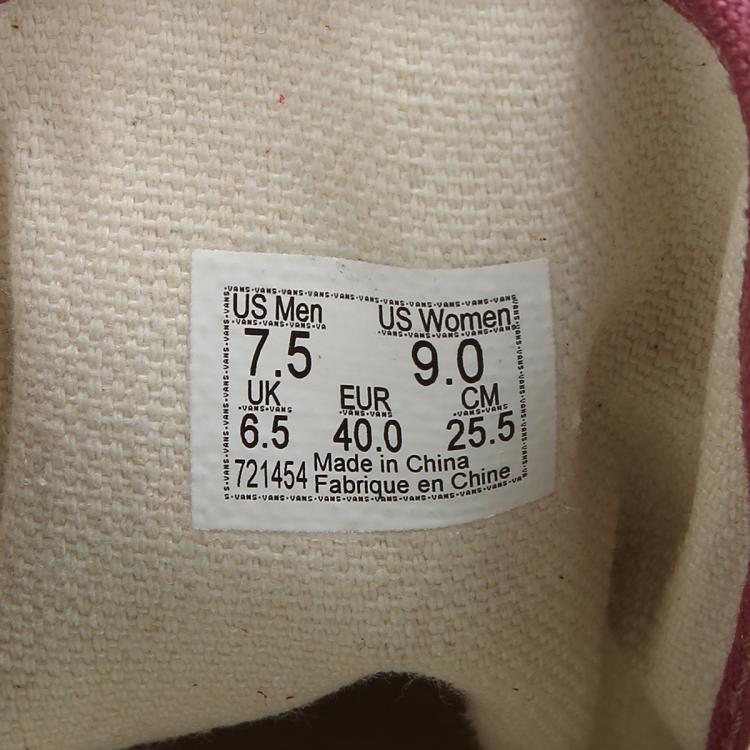 US Men US Women
7.5 9.0
UK EUR CM
6.5 40.0 25.5
721454 Made in China
Fabrique en Chine